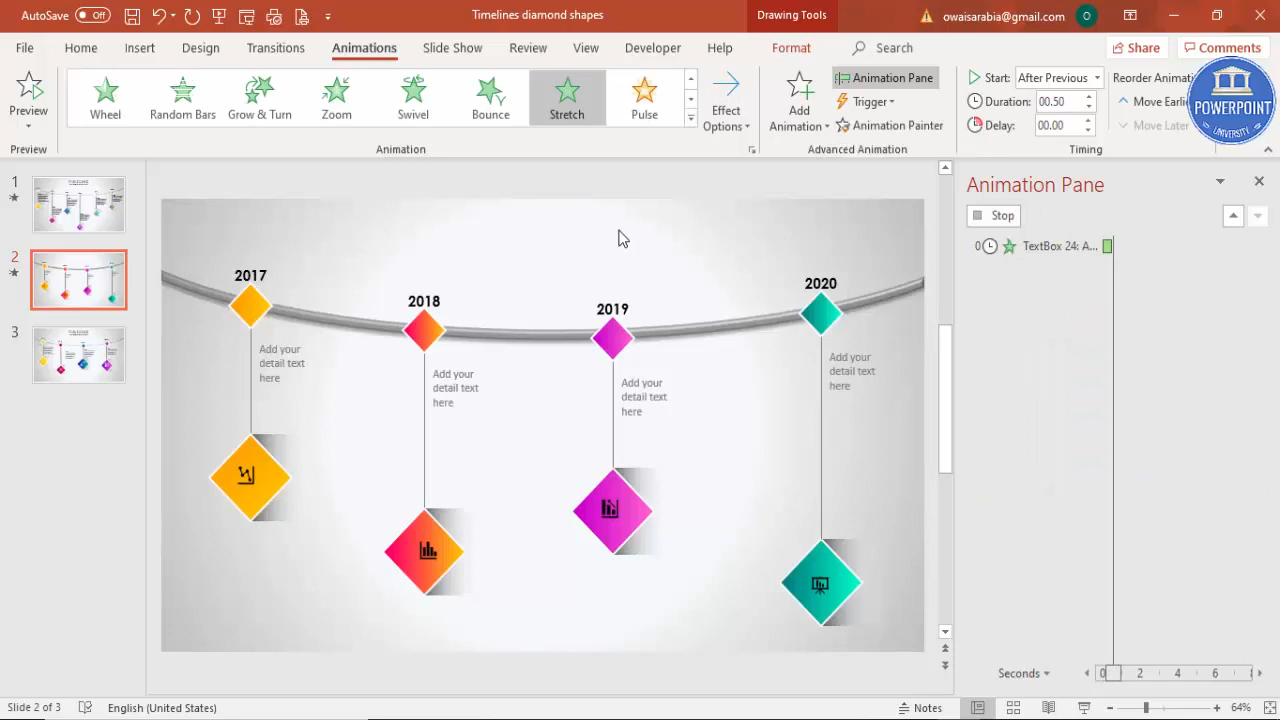 AutoSave Off
Timelines diamond shapes
Drawing Tools
owaisarabia@gmail.com
O
File Home Insert Design Transitions Animations Slide Show Review View Developer Help Format Search Share Comments
Preview
Wheel Random Bars Grow & Turn Zoom Swivel Bounce Stretch Pulse
Effect
Options
Add
Animation
Animation Pane
Trigger
Animation Painter
Start: After Previous
Duration: 00.50
Delay: 00.00
Reorder Animati
Move Earlie
Move Later
POWERPOINT
UNIVERSITY
Preview Animation Advanced Animation Timing
1
2
3
2017
2018
2019
2020
Add your
detail text
here
Add your
detail text
here
Add your
detail text
here
Add your
detail text
here
Animation Pane
Stop
0 TextBox 24: A...
Seconds 0 2 4 6
Slide 2 of 3 English (United States) Notes 64%